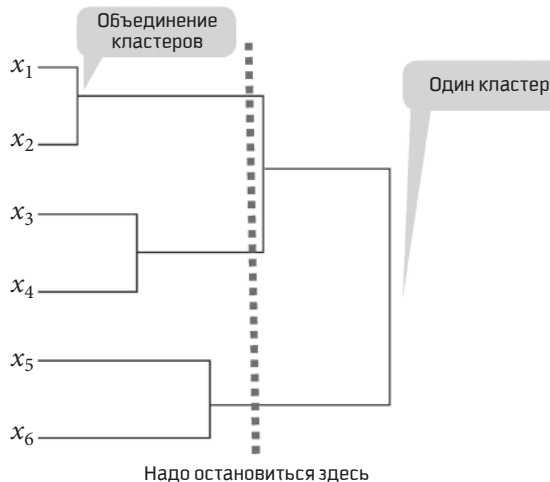 Объединение
кластеров
x1
Один кластер
x2
x3
x4
x5
x6
Надо остановиться здесь